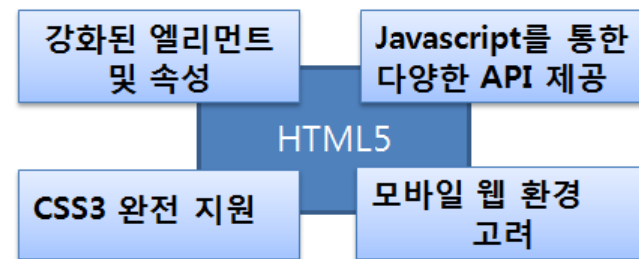 강화된 엘리먼트
및 속성
Javascript를 통한
다양한 API 제공
HTML5
CSS3 완전 지원
모바일 웹 환경
고려